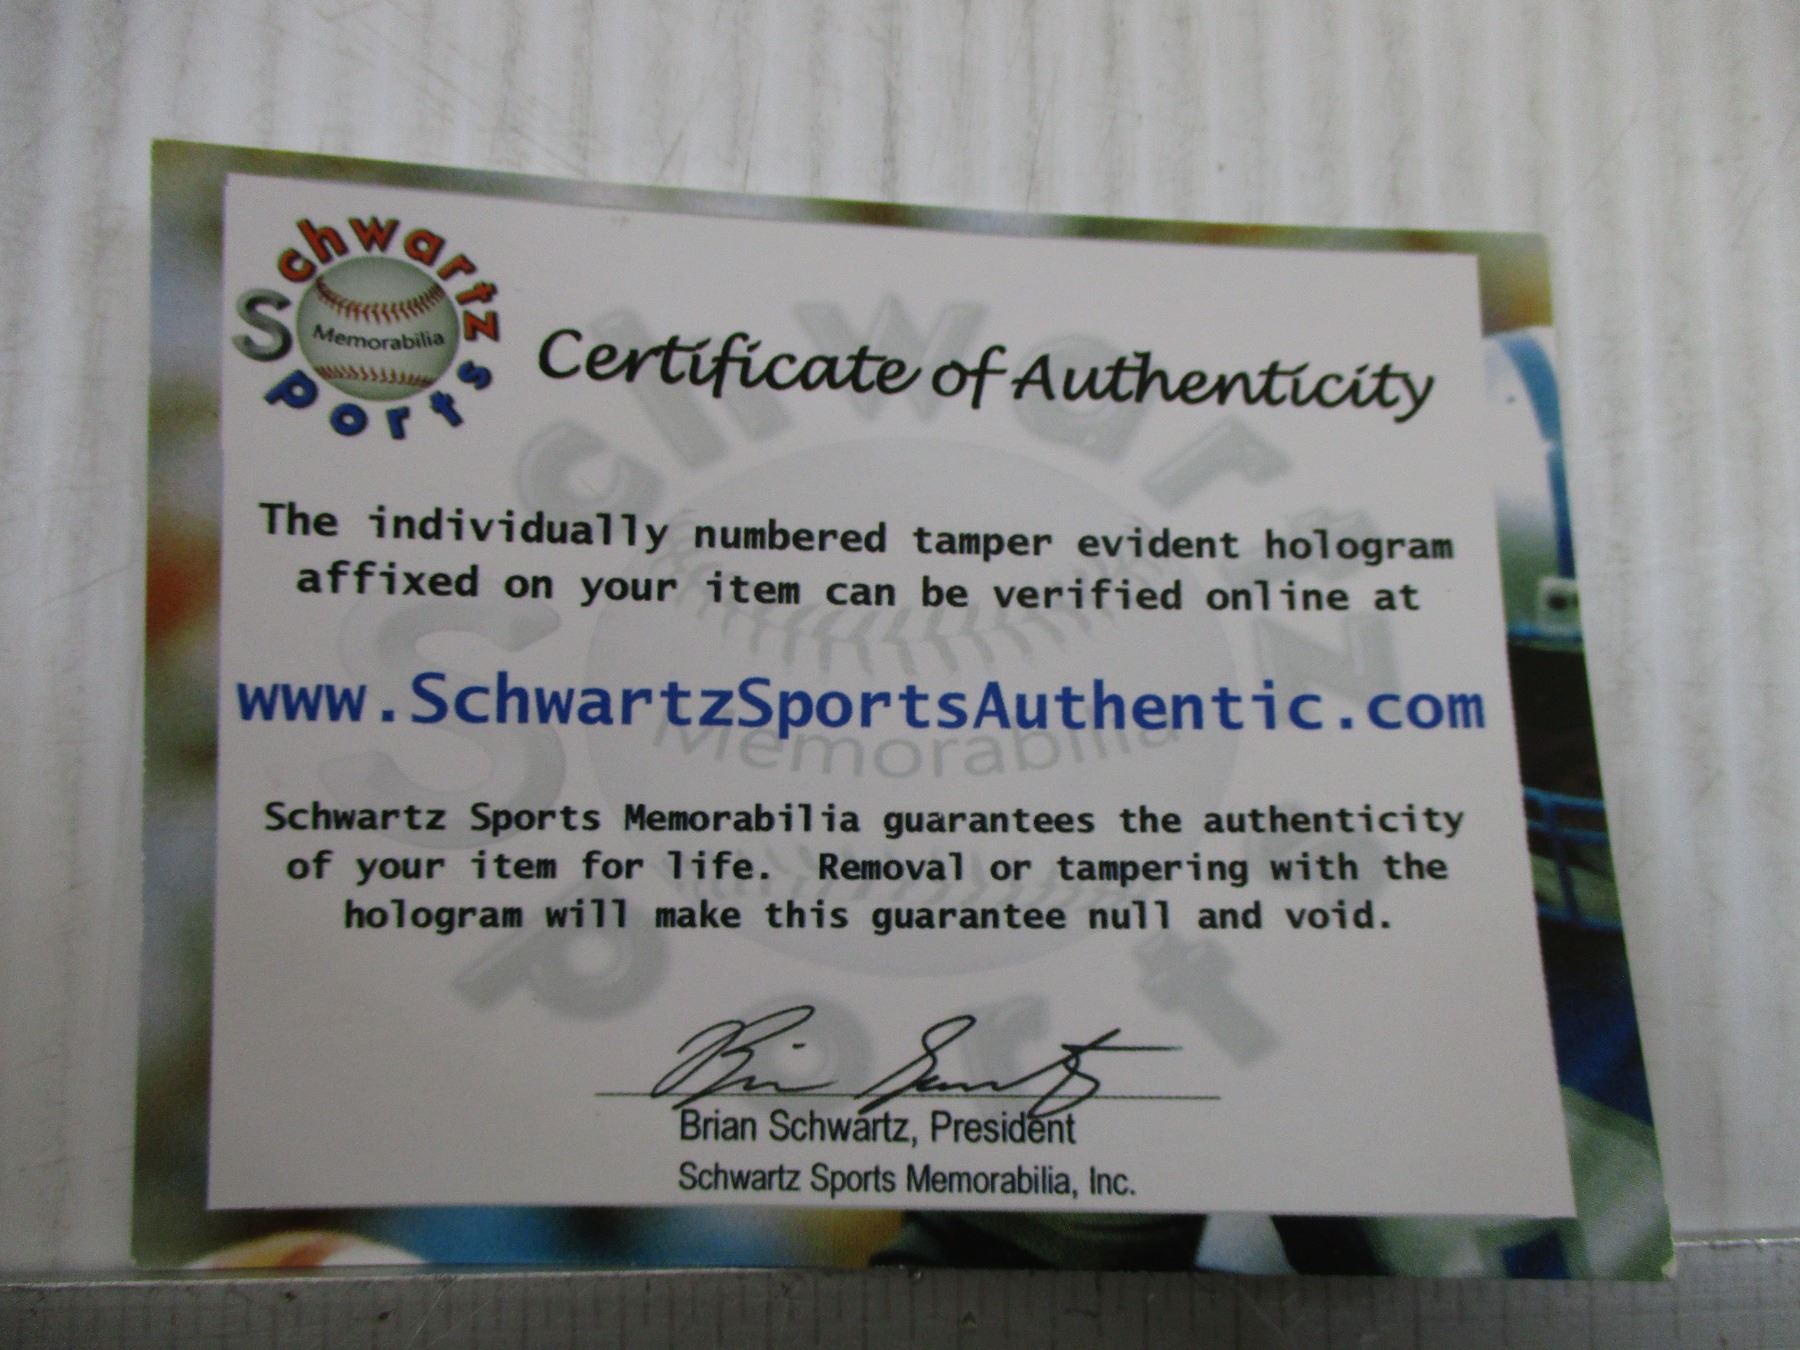 Schwartz
Sports
Memorabilia
Certificate of Authenticity
The individually numbered tamper evident hologram
affixed on your item can be verified online at
www.SchwartzSportsAuthentic.com
Schwartz Sports Memorabilia guarantees the authenticity
of your item for life. Removal or tampering with the
hologram will make this guarantee null and void.
Brian Schwartz, President
Schwartz Sports Memorabilia, Inc.